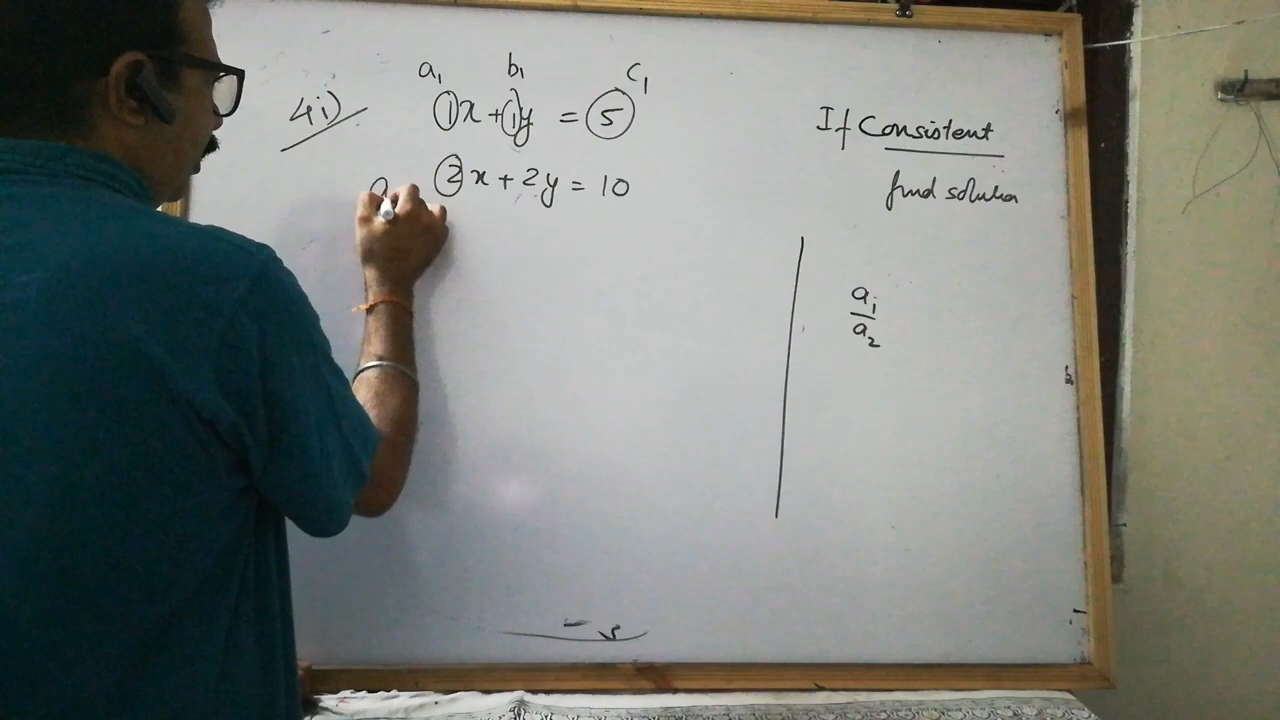 a₁ b₁ c₁
4i) 1x + 1y = 5
2x + 2y = 10
a
If Consistent
find solution
a₁
a₂